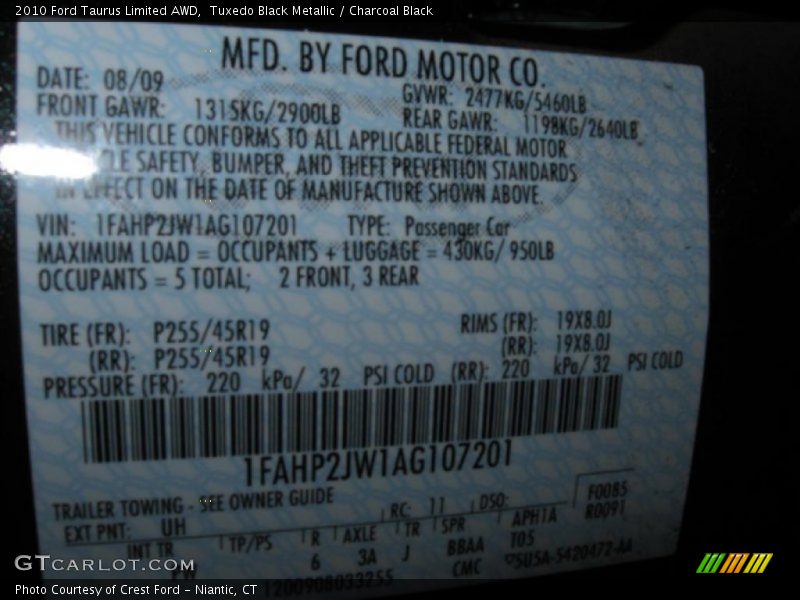 2010 Ford Taurus Limited AWD,  Tuxedo Black Metallic / Charcoal Black
MFD. BY FORD MOTOR CO.
DATE: 08/09
GVWR: 2477KG/5460LB
FRONT GAWR: 1315KG/2900LB
REAR GAWR: 1198KG/2640LB
THIS VEHICLE CONFORMS TO ALL APPLICABLE FEDERAL MOTOR
SAFETY, BUMPER, AND THEFT PREVENTION STANDARDS
IN EFFECT ON THE DATE OF MANUFACTURE SHOWN ABOVE.
VIN: 1FAHP2JW1AG107201 TYPE: Passenger Car
MAXIMUM LOAD = OCCUPANTS + LUGGAGE = 430KG/ 950LB
OCCUPANTS = 5 TOTAL; 2 FRONT, 3 REAR
TIRE (FR): P255/45R19 RIMS (FR): 19X8.0J
(RR): P255/45R19 (RR): 19X8.0J
PRESSURE (FR): 220 kPa/ 32 PSI COLD (RR): 220 kPa/ 32 PSI COLD
1FAHP2JW1AG107201
TRAILER TOWING - SEE OWNER GUIDE
EXT PNT: UH RC: 11 DSO: F0085
R0091
INT TR TP/PS R AXLE TR SPR APH1A
6 3A J BBAA T05
CMC 5U5A-5420472-AA
GTCARLOT.COM
Photo Courtesy of Crest Ford - Niantic, CT